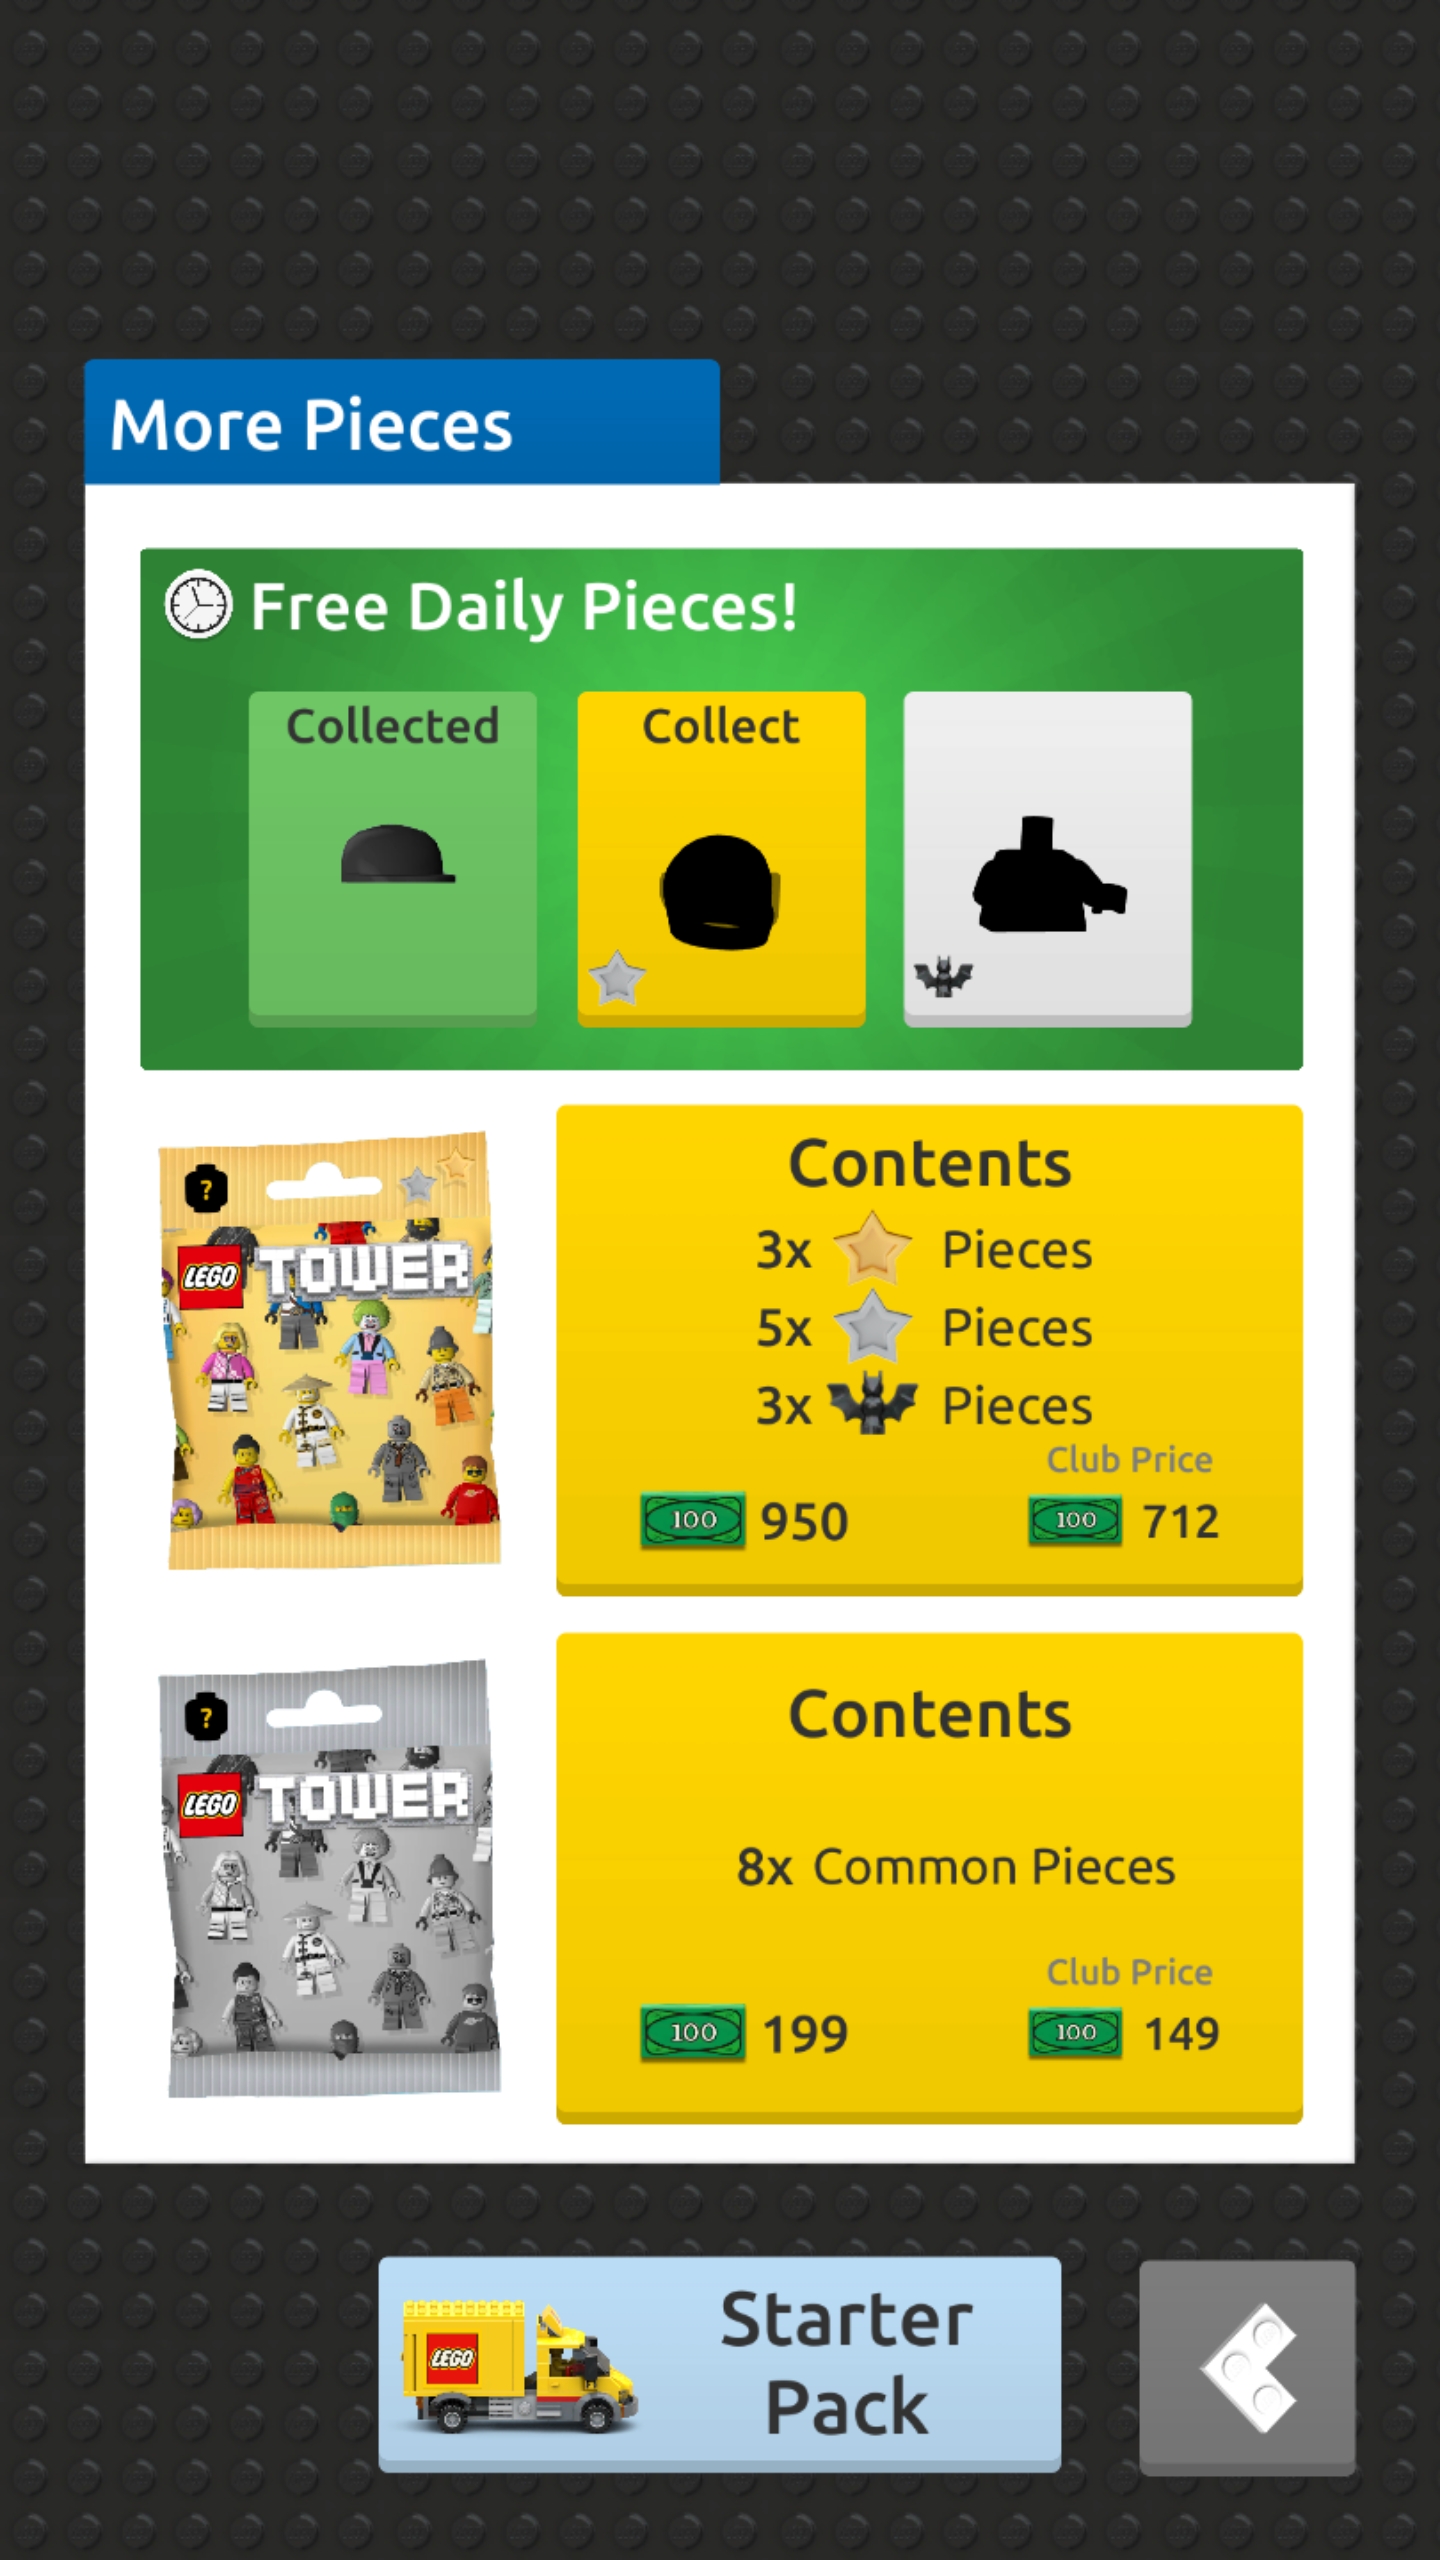 More Pieces
Free Daily Pieces!
Collected
Collect
?
LEGO TOWER
Contents
3x Pieces
5x Pieces
3x Pieces
Club Price
100 950
100 712
?
LEGO TOWER
Contents
8x Common Pieces
Club Price
100 199
100 149
LEGO
Starter
Pack